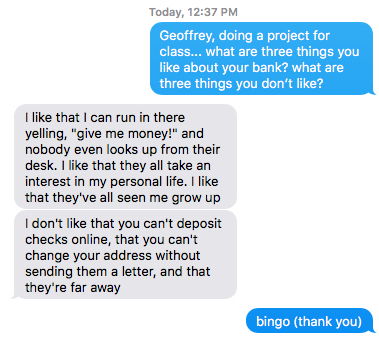 Today, 12:37 PM
Geoffrey, doing a project for
class... what are three things you
like about your bank? what are
three things you don't like?
I like that I can run in there
yelling, "give me money!" and
nobody even looks up from their
desk. I like that they all take an
interest in my personal life. I like
that they've all seen me grow up
I don't like that you can't deposit
checks online, that you can't
change your address without
sending them a letter, and that
they're far away
bingo (thank you)